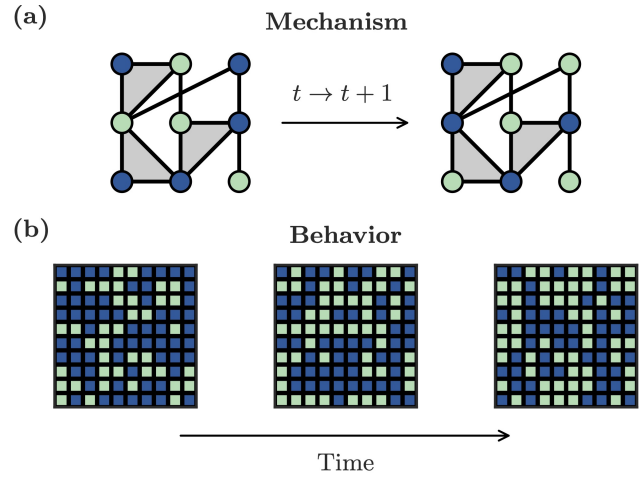 (a)
Mechanism
t → t + 1
(b)
Behavior
Time